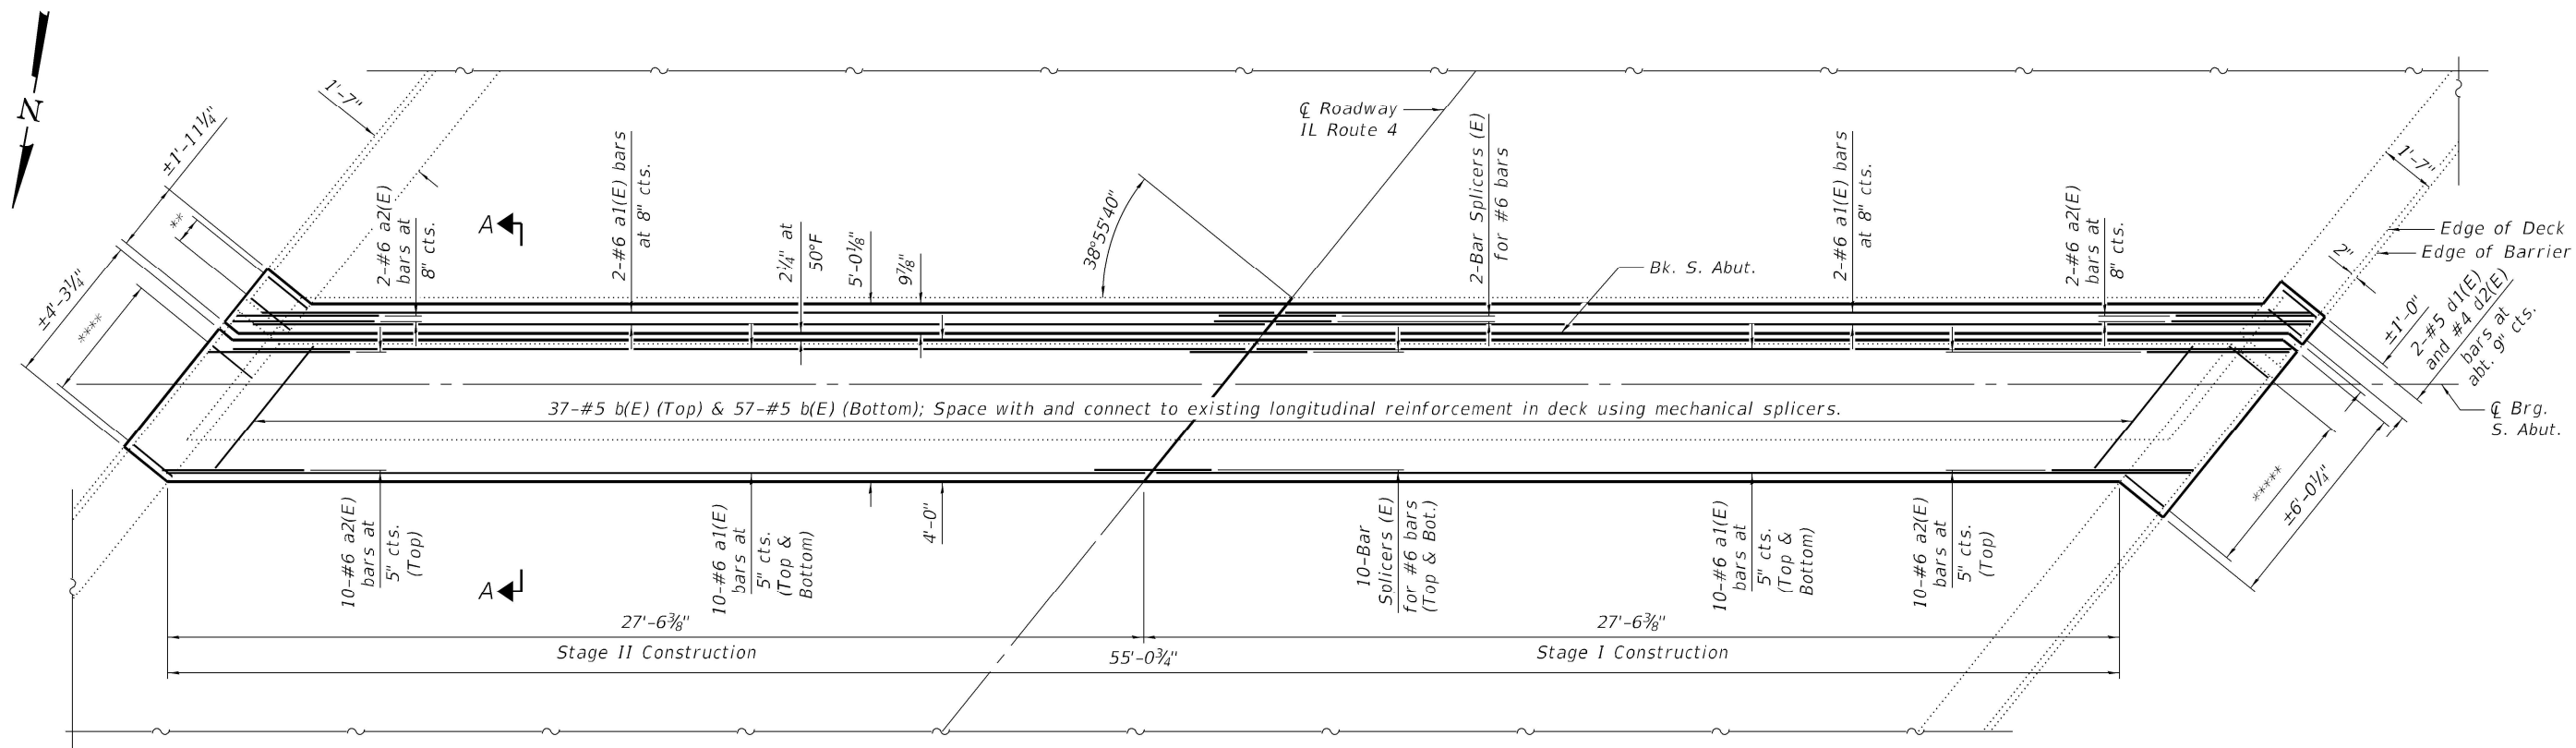 N
1'-7"
±1'-11¼"
**
±4'-3¼"
****
2-#6 a2(E)
bars at
8" cts.
A
2-#6 a1(E) bars
at 8" cts.
2¼" at
50°F
5'-0⅛"
9⅞"
38°55'40"
℄ Roadway
IL Route 4
2-Bar Splicers (E)
for #6 bars
Bk. S. Abut.
2-#6 a1(E) bars
at 8" cts.
2-#6 a2(E)
bars at
8" cts.
1'-7"
Edge of Deck
Edge of Barrier
2"
±1'-0"
2-#5 d1(E)
and #4 d2(E)
bars at
abt. 9" cts.
℄ Brg.
S. Abut.
37-#5 b(E) (Top) & 57-#5 b(E) (Bottom); Space with and connect to existing longitudinal reinforcement in deck using mechanical splicers.
*****
±6'-0¼"
10-#6 a2(E)
bars at
5" cts.
(Top)
A
10-#6 a1(E)
bars at
5" cts.
(Top &
Bottom)
4'-0"
10-Bar
Splicers (E)
for #6 bars
(Top & Bot.)
10-#6 a1(E)
bars at
5" cts.
(Top &
Bottom)
10-#6 a2(E)
bars at
5" cts.
(Top)
27'-6⅜"
27'-6⅜"
Stage II Construction
55'-0¾"
Stage I Construction